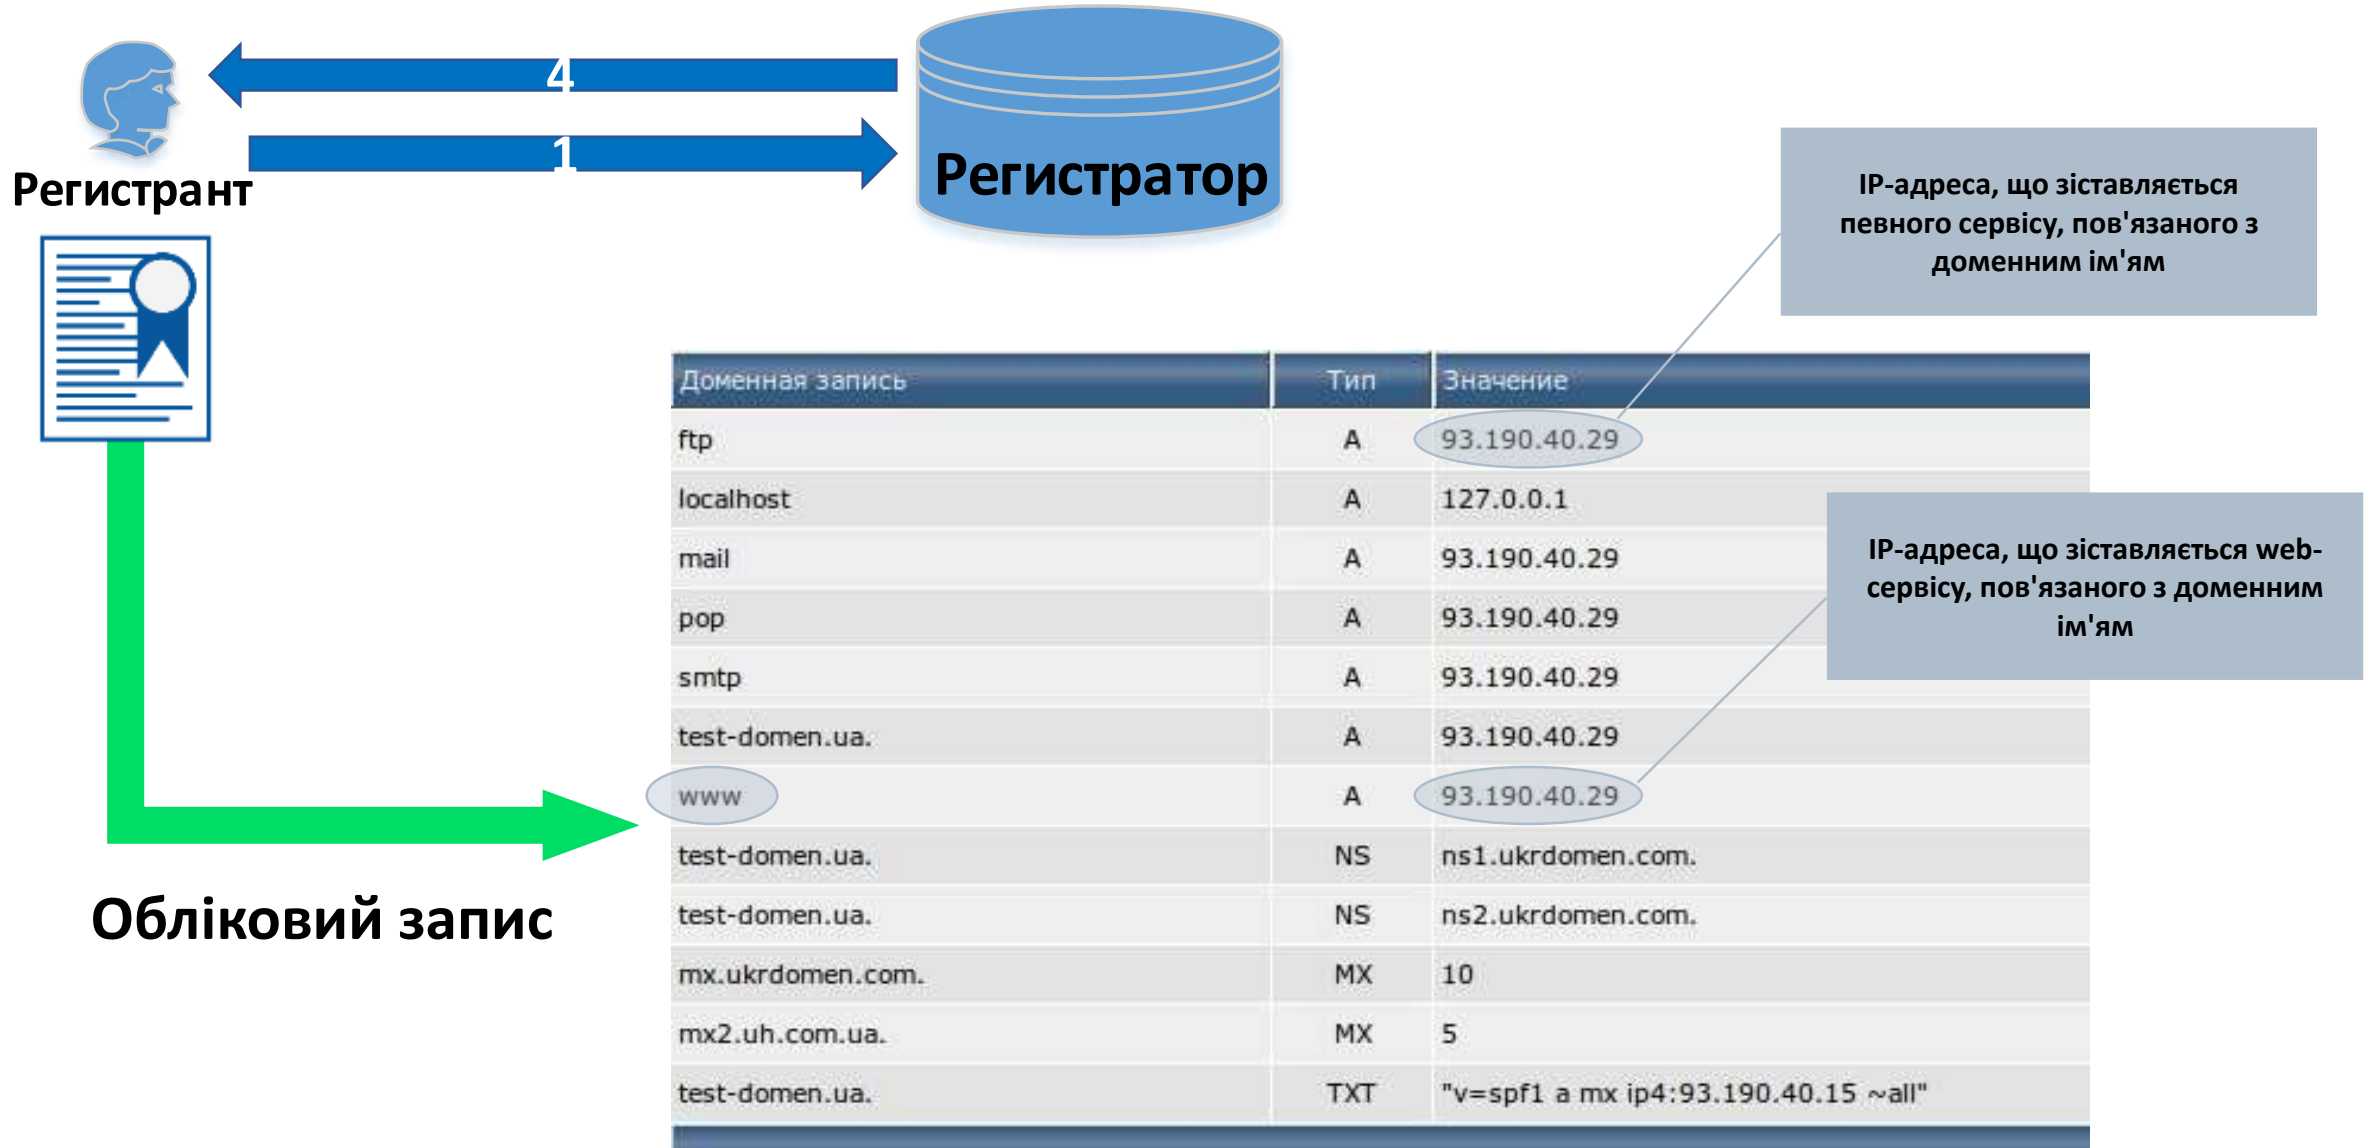 4
1
Регистрант
Регистратор
IP-адреса, що зіставляється
певного сервісу, пов'язаного з
доменним ім'ям
Доменная запись Тип Значение
ftp A 93.190.40.29
localhost A 127.0.0.1
mail A 93.190.40.29
pop A 93.190.40.29
smtp A 93.190.40.29
test-domen.ua. A 93.190.40.29
www A 93.190.40.29
test-domen.ua. NS ns1.ukrdomen.com.
test-domen.ua. NS ns2.ukrdomen.com.
mx.ukrdomen.com. MX 10
mx2.uh.com.ua. MX 5
test-domen.ua. TXT "v=spf1 a mx ip4:93.190.40.15 ~all"
IP-адреса, що зіставляється web-
сервісу, пов'язаного з доменним
ім'ям
Обліковий запис